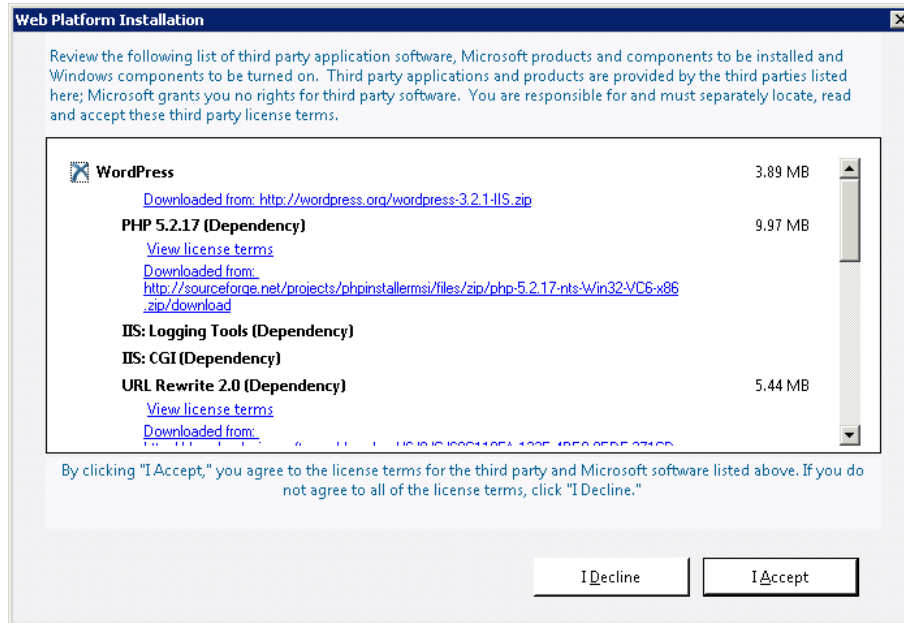 Web Platform Installation
Review the following list of third party application software, Microsoft products and components to be installed and
Windows components to be turned on.  Third party applications and products are provided by the third parties listed
here; Microsoft grants you no rights for third party software.  You are responsible for and must separately locate, read
and accept these third party license terms.
WordPress 3.89 MB
Downloaded from: http://wordpress.org/wordpress-3.2.1-IIS.zip
PHP 5.2.17 (Dependency) 9.97 MB
View license terms
Downloaded from:
http://sourceforge.net/projects/phpinstallermsi/files/zip/php-5.2.17-nts-Win32-VC6-x86
.zip/download
IIS: Logging Tools (Dependency)
IIS: CGI (Dependency)
URL Rewrite 2.0 (Dependency) 5.44 MB
View license terms
Downloaded from:
By clicking "I Accept," you agree to the license terms for the third party and Microsoft software listed above. If you do
not agree to all of the license terms, click "I Decline."
I Decline
I Accept